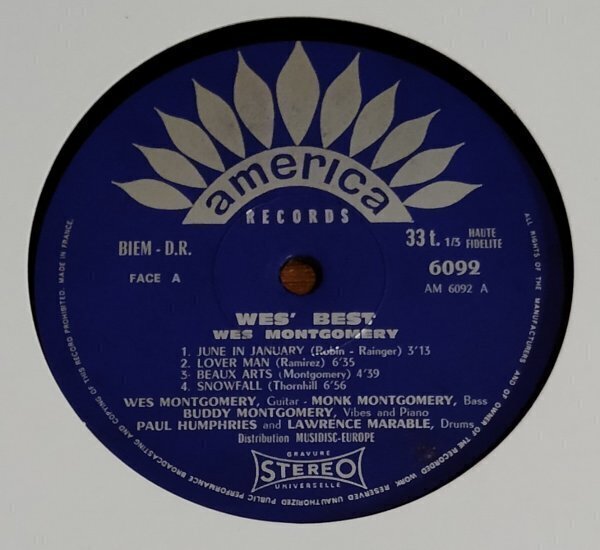 america
RECORDS
BIEM - D.R.
33 t. 1/3 HAUTE FIDELITE
FACE A
6092
AM 6092 A
WES' BEST
WES MONTGOMERY
1. JUNE IN JANUARY (Robin - Rainger) 3'13
2. LOVER MAN (Ramirez) 6'35
3- BEAUX ARTS (Montgomery) 4'39
4. SNOWFALL (Thornhill) 6'56
WES MONTGOMERY, Guitar - MONK MONTGOMERY, Bass
BUDDY MONTGOMERY, Vibes and Piano
PAUL HUMPHRIES and LAWRENCE MARABLE, Drums
Distribution MUSIDISC-EUROPE
GRAVURE
STEREO
UNIVERSELLE
ALL RIGHTS OF THE MANUFACTURERS AND OF OWNER OF THE RECORDED WORK RESERVED UNAUTHORIZED PUBLIC PERFORMANCE BROADCASTING AND COPYING OF THIS RECORD PROHIBITED. MADE IN FRANCE.